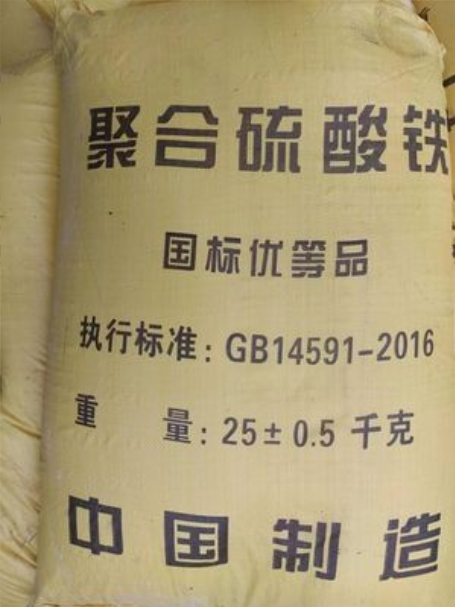 聚合硫酸铁
国标优等品
执行标准：GB14591-2016
重 量：25±0.5 千克
中国制造